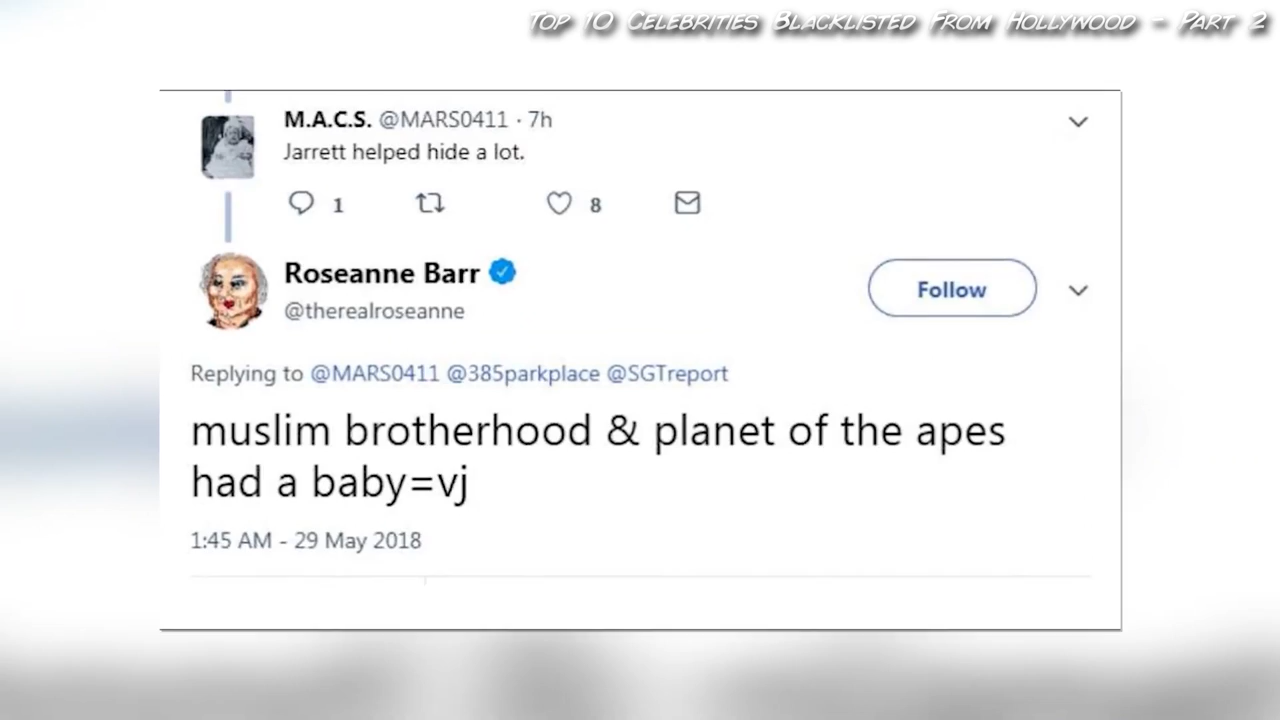 Top 10 Celebrities Blacklisted From Hollywood - Part 2
M.A.C.S. @MARS0411 · 7h
Jarrett helped hide a lot.
1 8
Roseanne Barr
Follow
@therealroseanne
Replying to @MARS0411 @385parkplace @SGTreport
muslim brotherhood & planet of the apes
had a baby=vj
1:45 AM - 29 May 2018